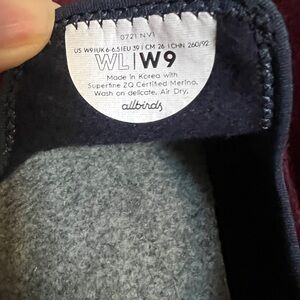 0721 NV1
US W9|UK 6-6.5|EU 39 | CM 26 | CHN 260/92
WL|W9
Made in Korea with
Superfine ZQ Certified Merino.
Wash on delicate. Air Dry.
allbirds